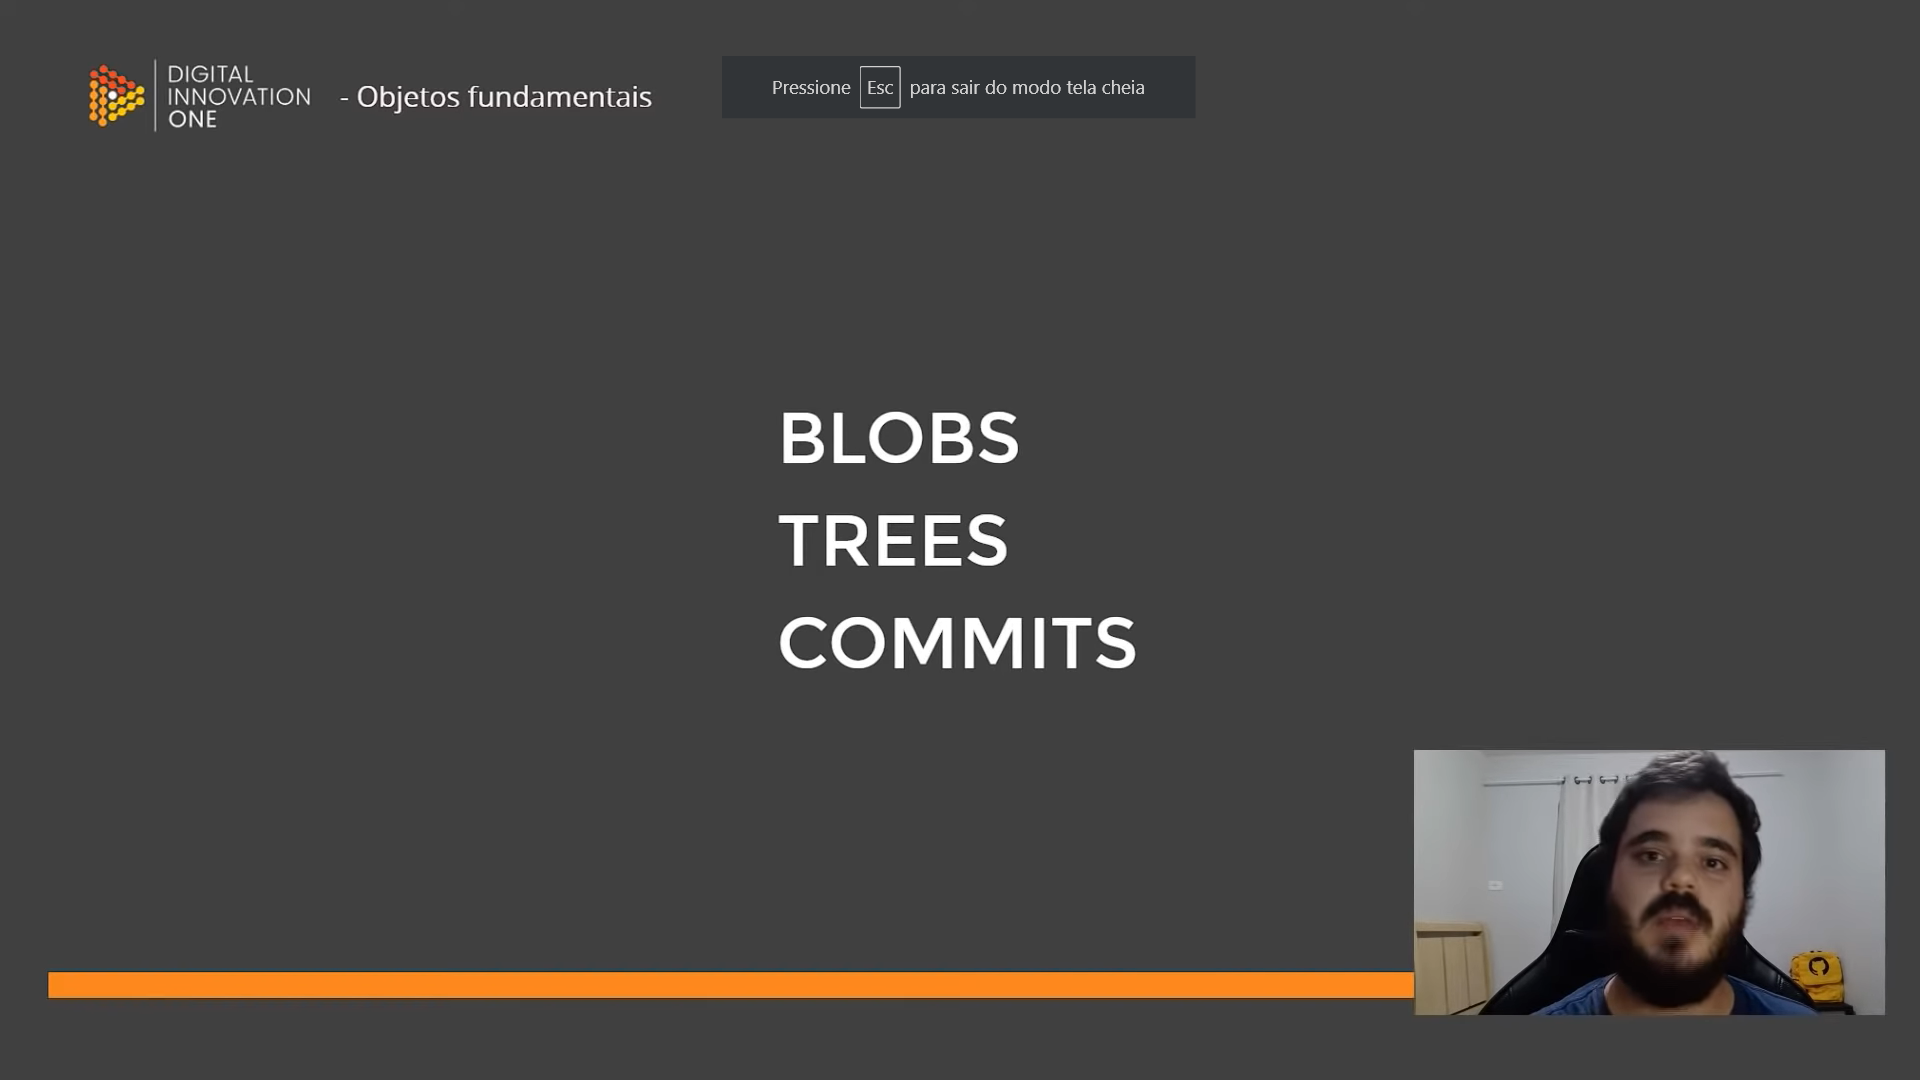 DIGITAL
INNOVATION
ONE
- Objetos fundamentais
Pressione Esc para sair do modo tela cheia
BLOBS
TREES
COMMITS